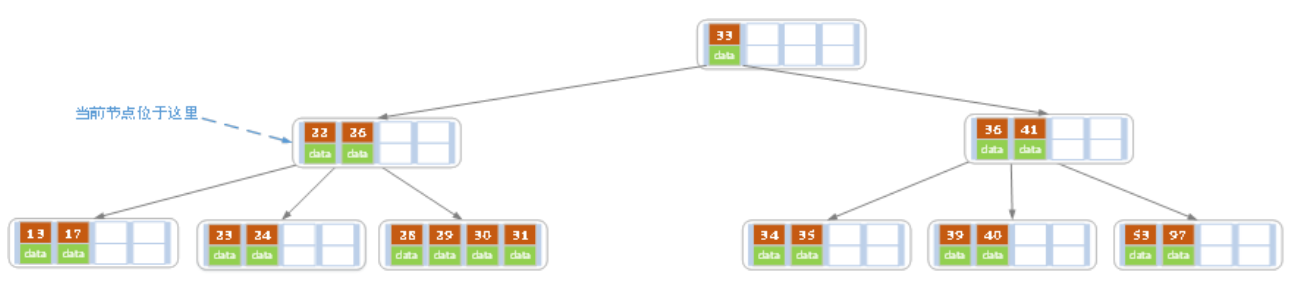 33
data
当前节点位于这里
22 26
data data
36 41
data data
13 17
data data
23 24
data data
28 29 30 31
data data data data
34 35
data data
39 40
data data
53 97
data data